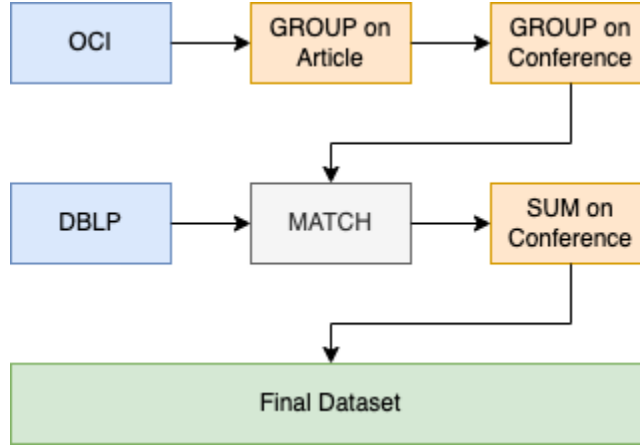 OCI
GROUP on
Article
GROUP on
Conference
DBLP
MATCH
SUM on
Conference
Final Dataset